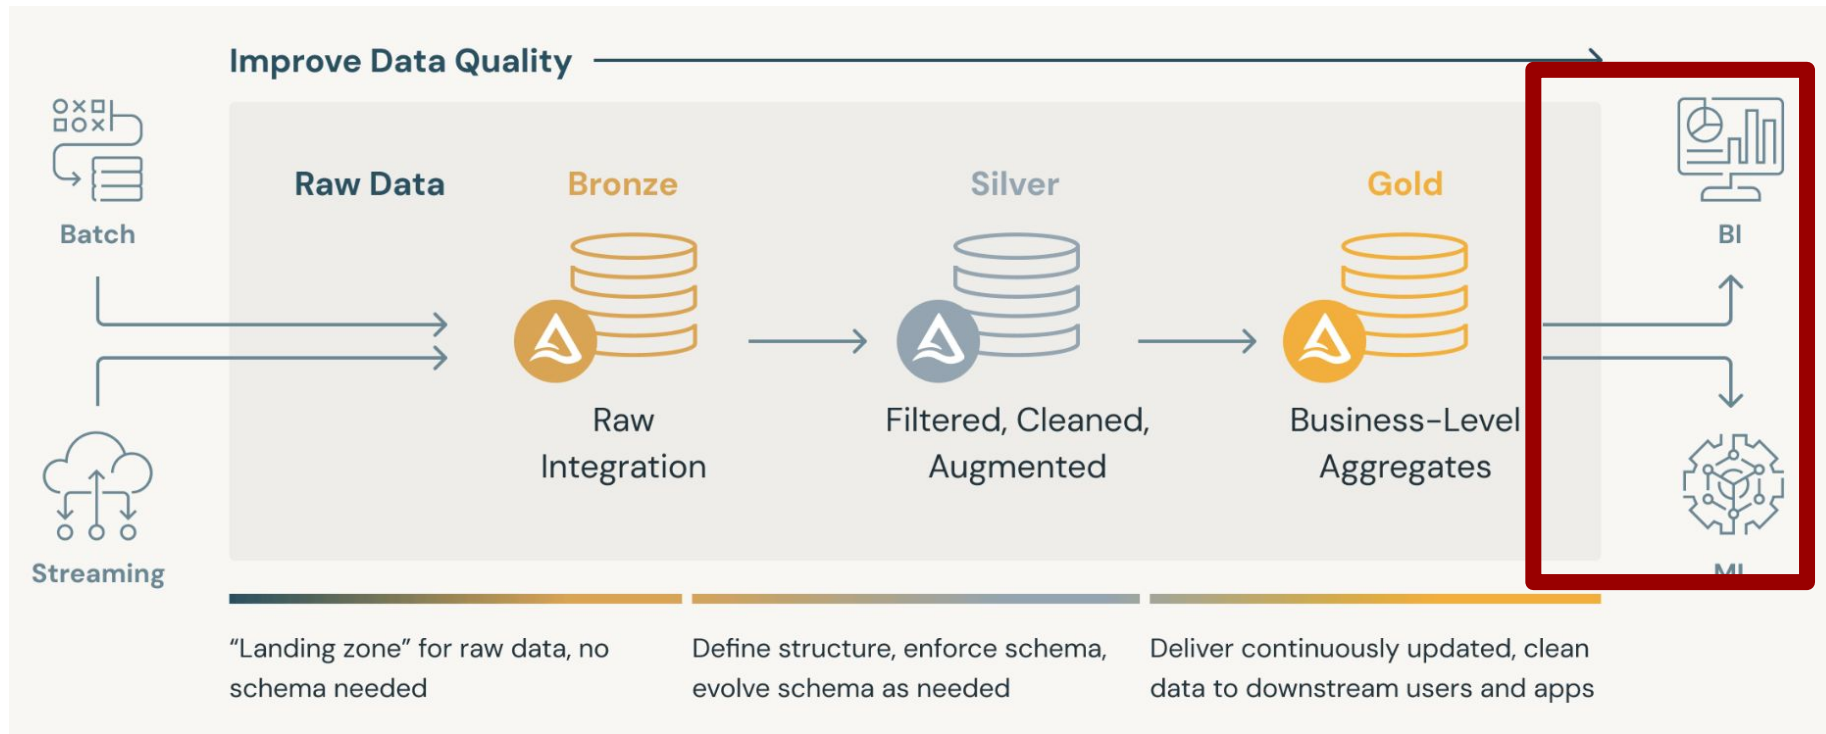 Improve Data Quality
Batch
Streaming
Raw Data
Bronze
Raw
Integration
Silver
Filtered, Cleaned,
Augmented
Gold
Business-Level
Aggregates
BI
ML
“Landing zone” for raw data, no
schema needed
Define structure, enforce schema,
evolve schema as needed
Deliver continuously updated, clean
data to downstream users and apps